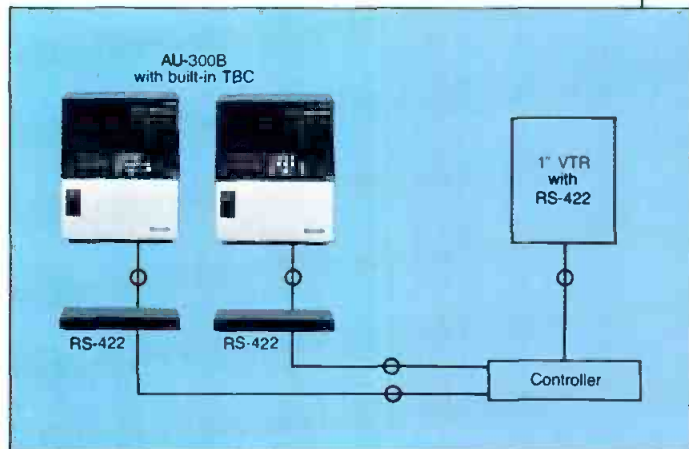 AU-300B
with built-in TBC
1" VTR
with
RS-422
RS-422
RS-422
Controller